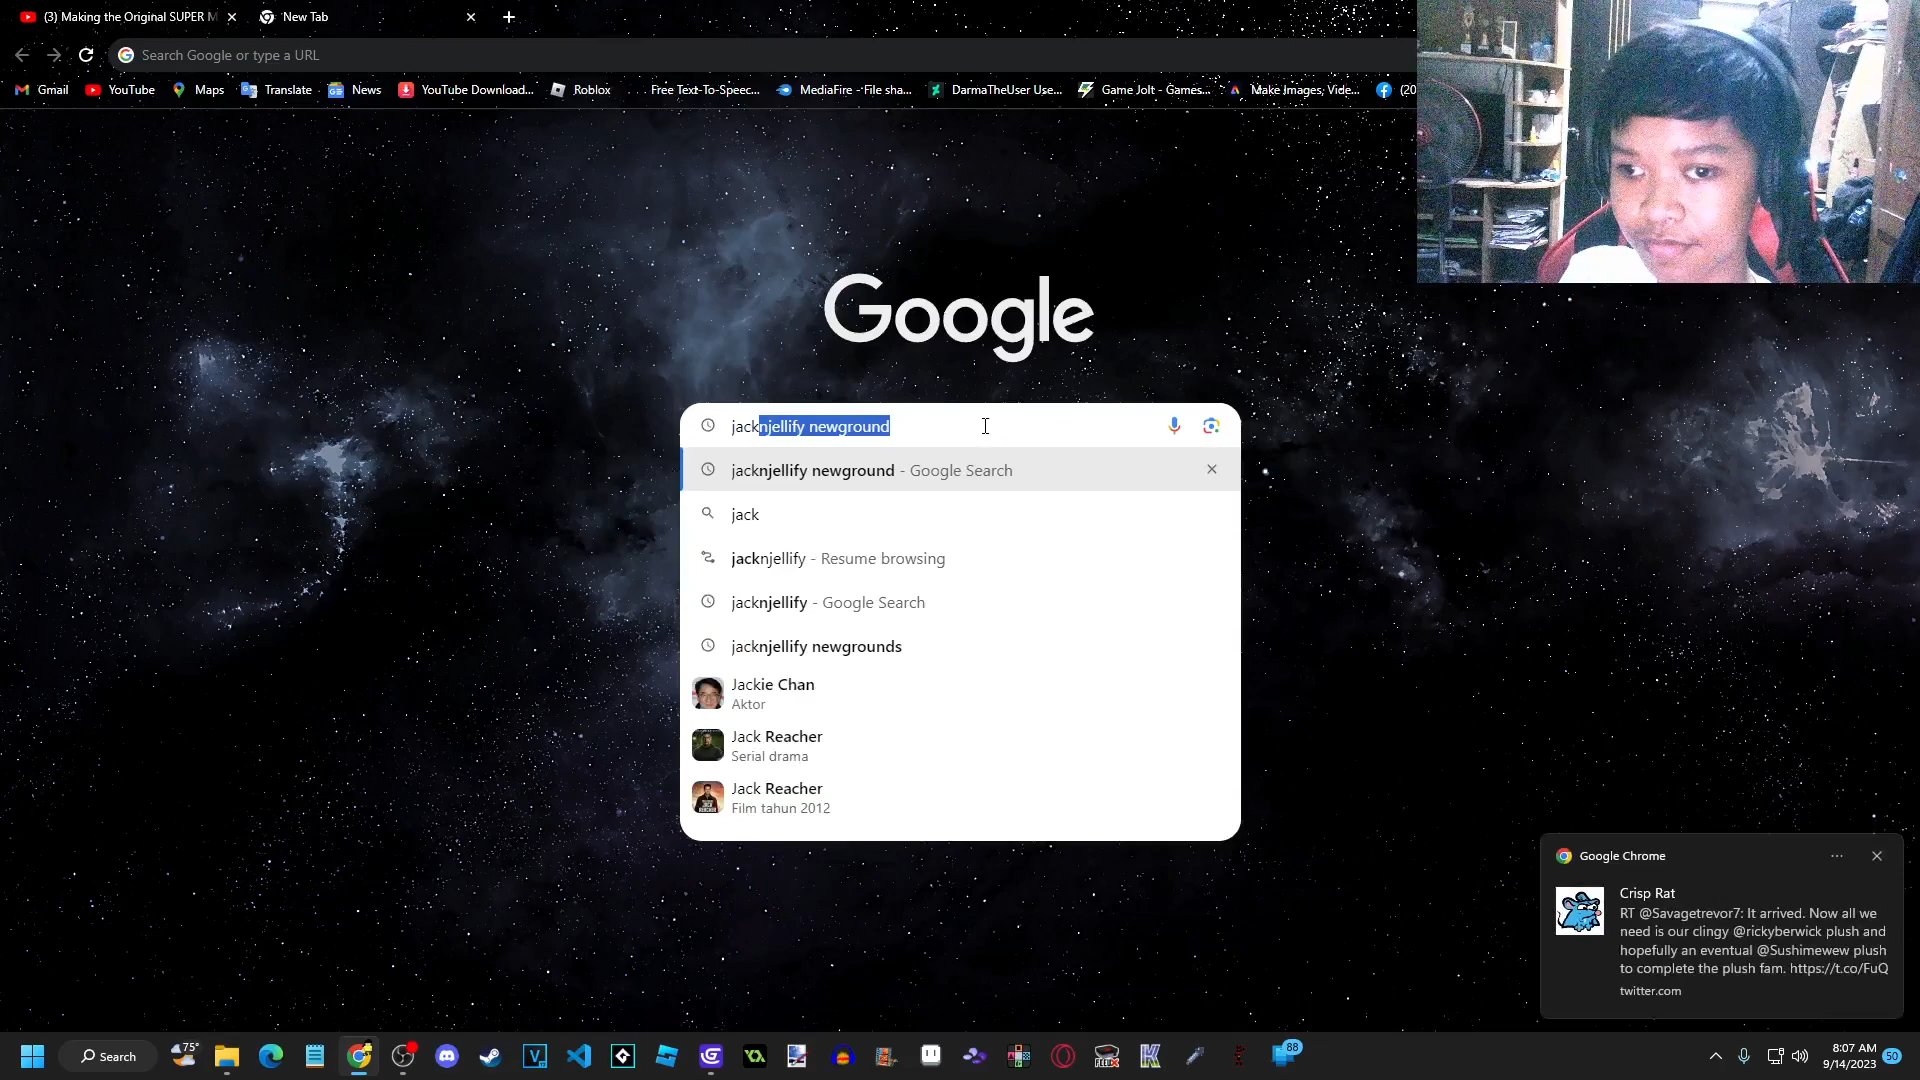 (3) Making the Original SUPER M
New Tab
Search Google or type a URL
Gmail
YouTube
Maps
Translate
News
YouTube Download...
Roblox
Free Text-To-Speec...
MediaFire - File sha...
DarmaTheUser Use...
Game Jolt - Games...
Make Images, Vide...
(20
Google
jacknjellify newground
jacknjellify newground - Google Search
jack
jacknjellify - Resume browsing
jacknjellify - Google Search
jacknjellify newgrounds
Jackie Chan
Aktor
Jack Reacher
Serial drama
Jack Reacher
Film tahun 2012
Google Chrome
Crisp Rat
RT @Savagetrevor7: It arrived. Now all we
need is our clingy @rickyberwick plush and
hopefully an eventual @Sushimewew plush
to complete the plush fam. https://t.co/FuQ
twitter.com
Search
75°
88
8:07 AM
9/14/2023
50